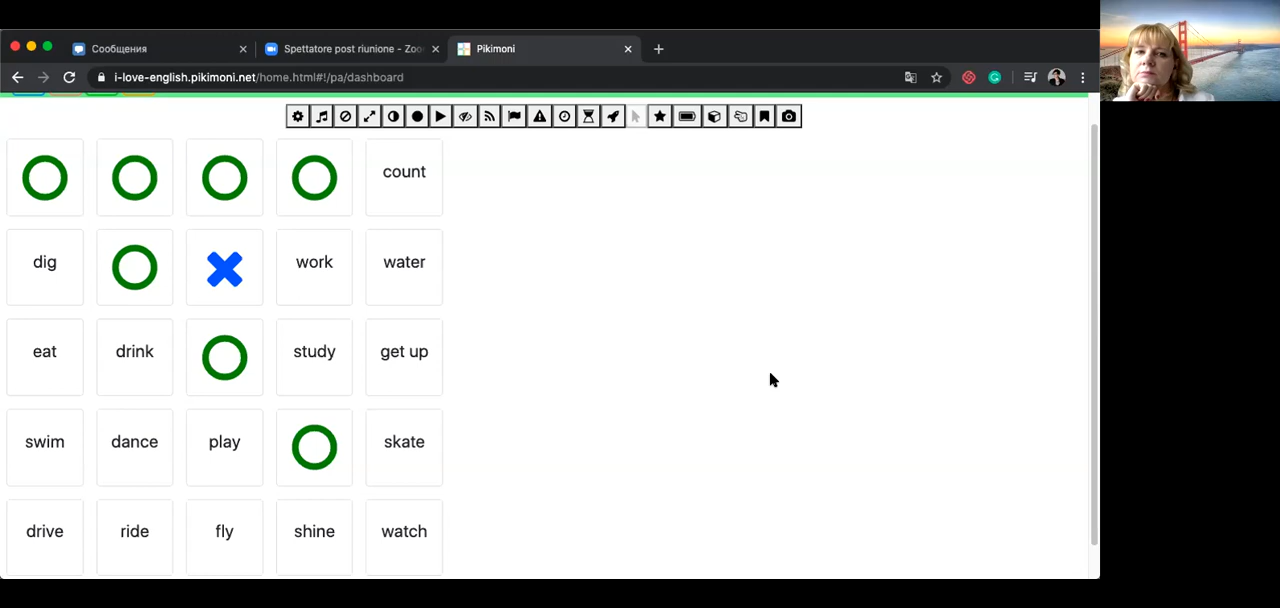 Сообщения
Spettatore post riunione - Zoo
Pikimoni
i-love-english.pikimoni.net/home.html#!/pa/dashboard
count
dig work water
eat drink study get up
swim dance play skate
drive ride fly shine watch